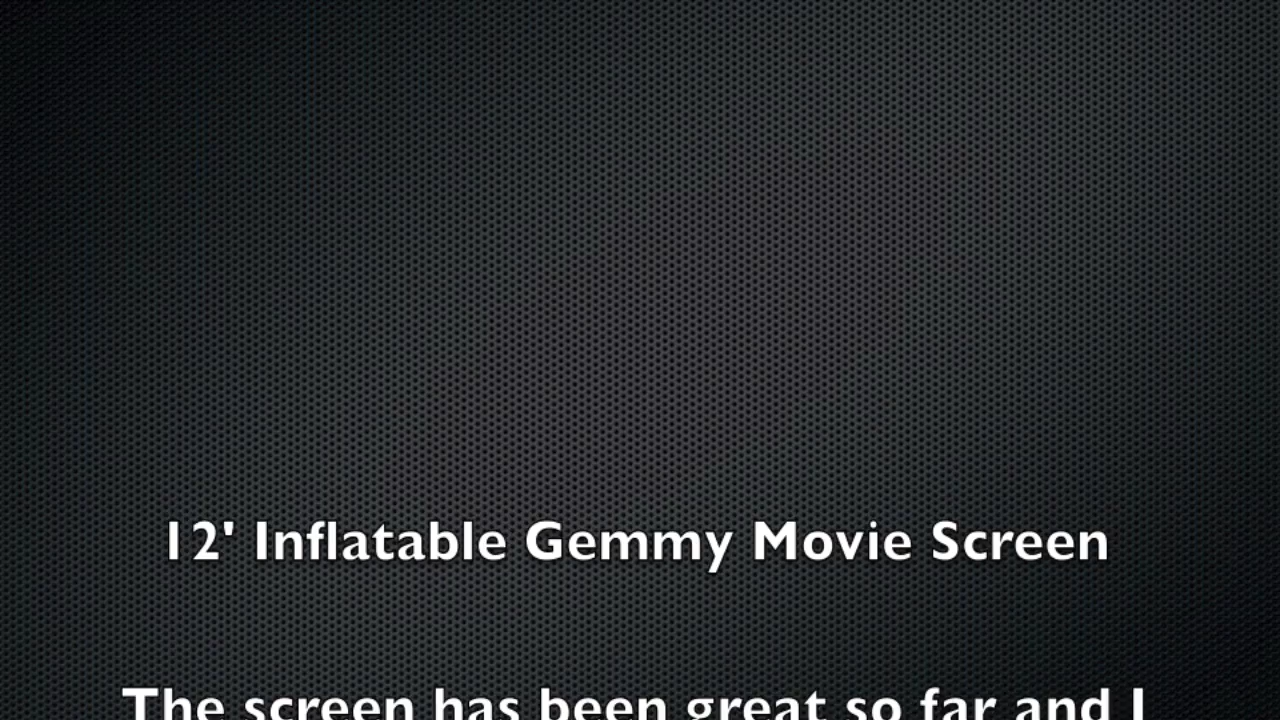 12' Inflatable Gemmy Movie Screen
The screen has been great so far and I